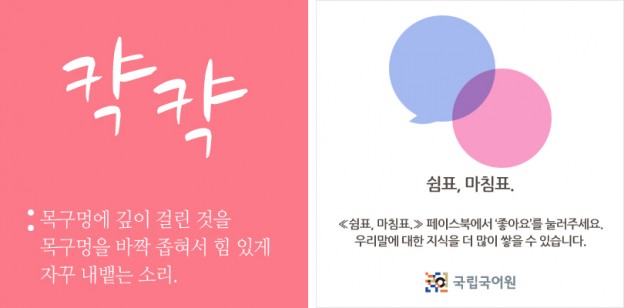 캭캭
: 목구멍에 깊이 걸린 것을
목구멍을 바짝 좁혀서 힘 있게
자꾸 내뱉는 소리.
쉼표, 마침표.
≪쉼표, 마침표.≫ 페이스북에서 '좋아요'를 눌러주세요.
우리말에 대한 지식을 더 많이 쌓을 수 있습니다.
국립국어원